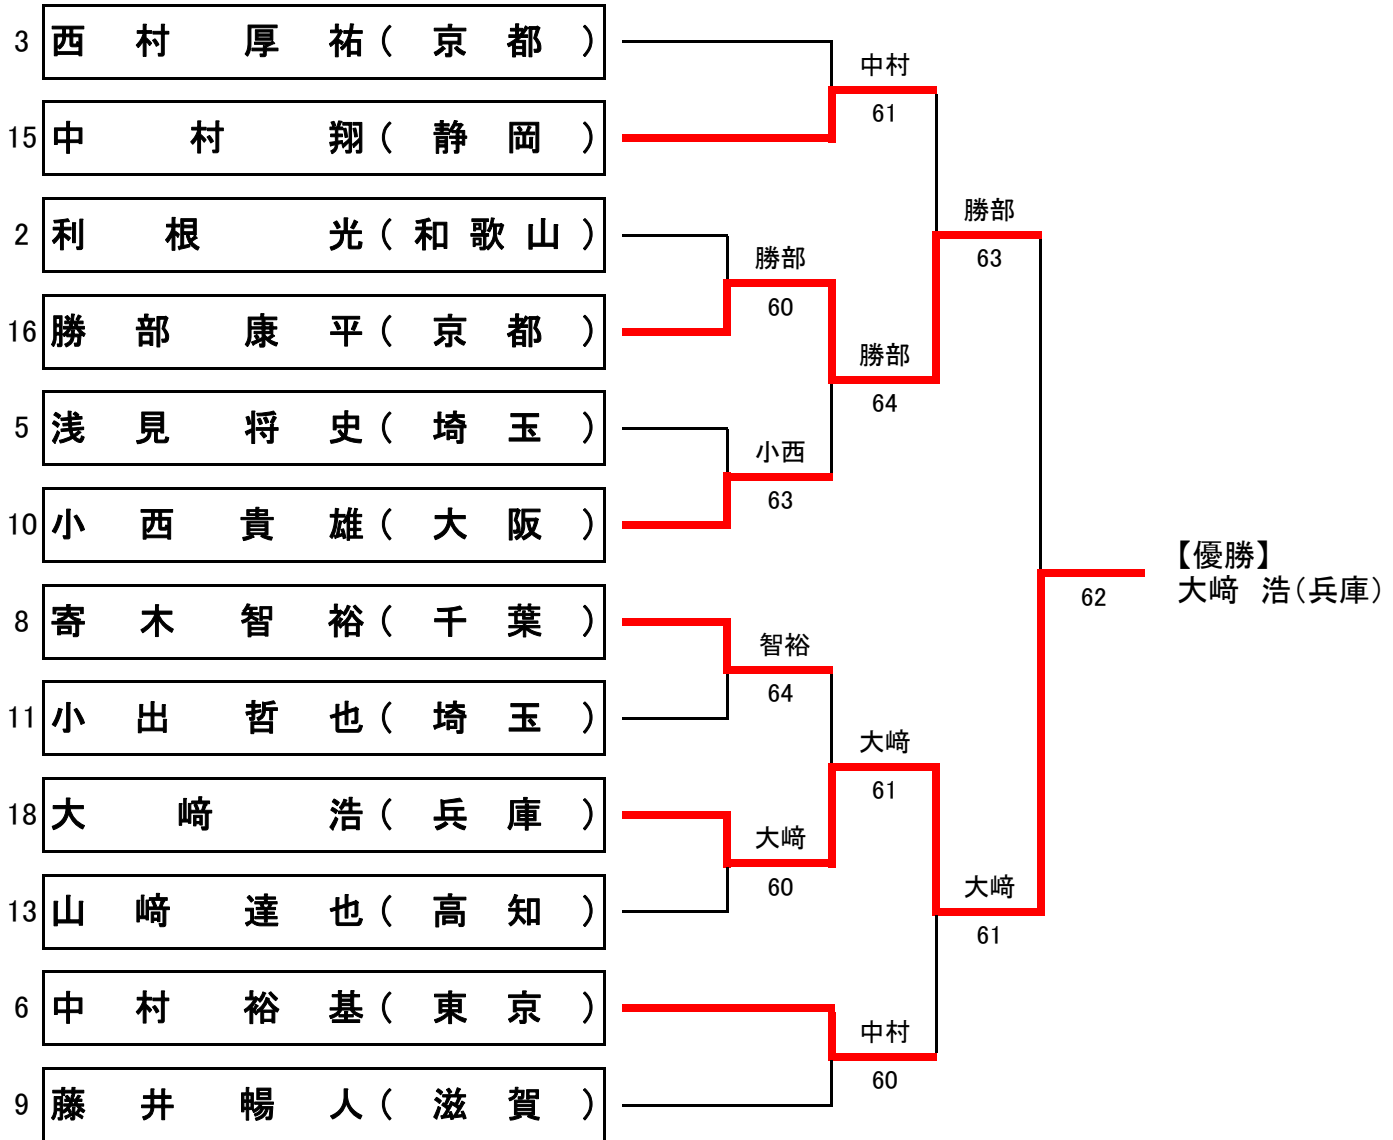 3 西村厚祐(京都)
中村
61
15 中村翔(静岡)
2 利根光(和歌山)
勝部
63
勝部
60
16 勝部康平(京都)
勝部
64
5 浅見将史(埼玉)
小西
63
10 小西貴雄(大阪)
【優勝】
大﨑 浩(兵庫)
62
8 寄木智裕(千葉)
智裕
64
11 小出哲也(埼玉)
大﨑
61
18 大﨑浩(兵庫)
大﨑
60
13 山﨑達也(高知)
大﨑
61
6 中村裕基(東京)
中村
60
9 藤井暢人(滋賀)